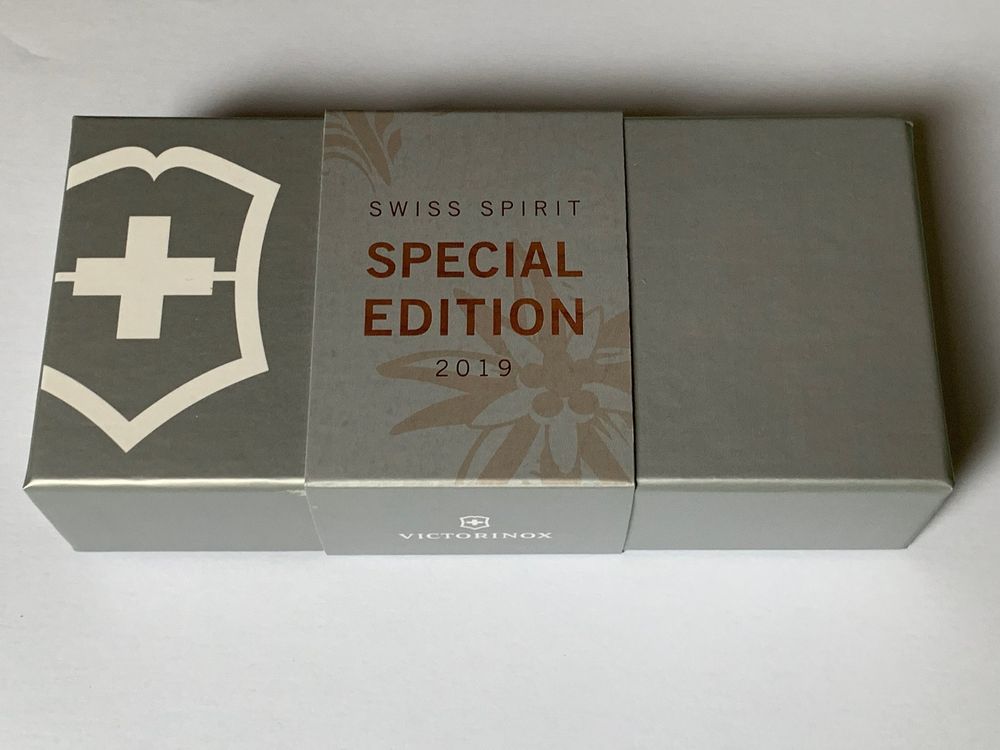 SWISS SPIRIT
SPECIAL
EDITION
2019
VICTORINOX